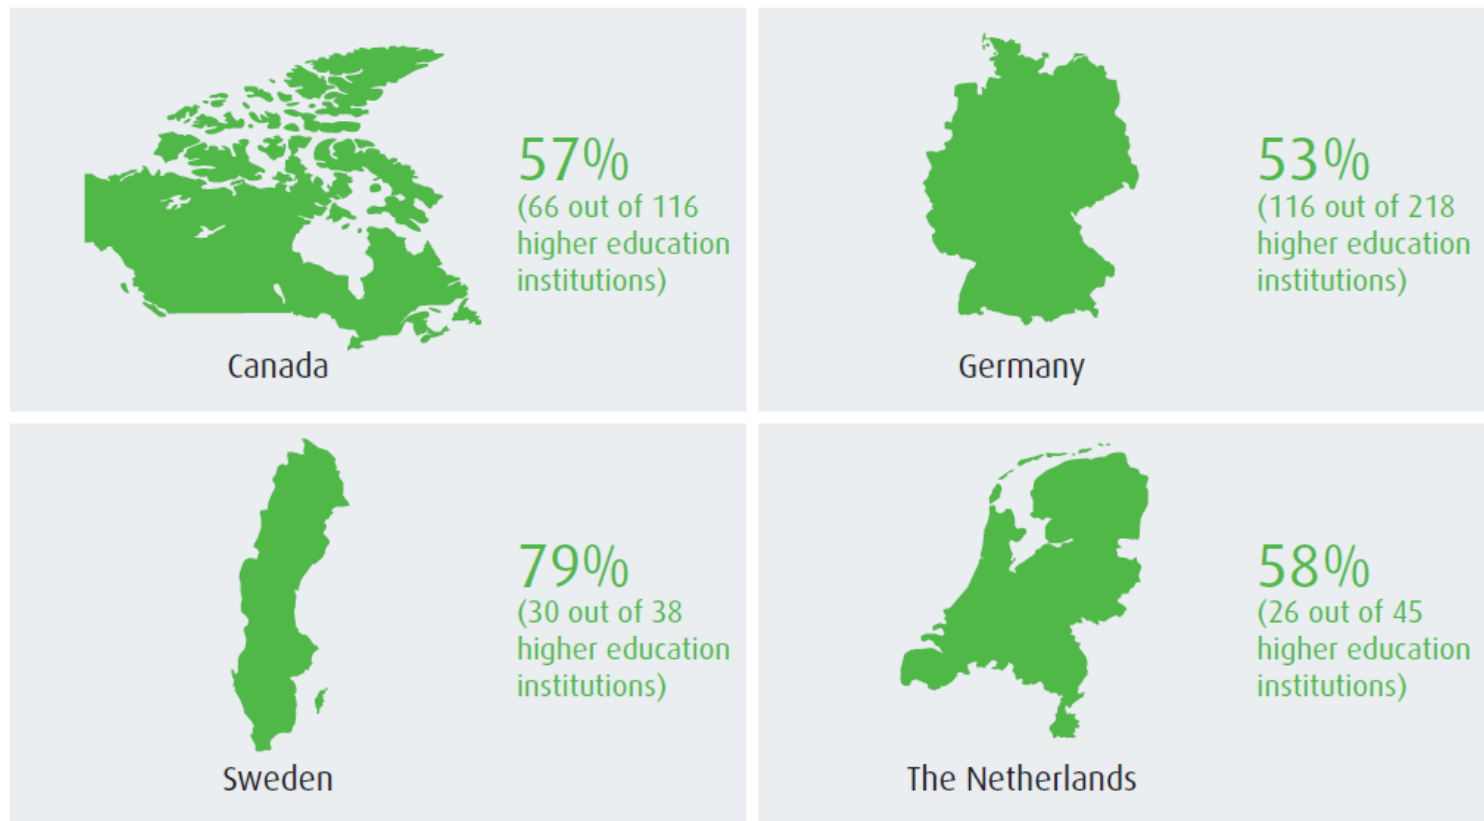 57%
(66 out of 116
higher education
institutions)
Canada
53%
(116 out of 218
higher education
institutions)
Germany
79%
(30 out of 38
higher education
institutions)
Sweden
58%
(26 out of 45
higher education
institutions)
The Netherlands